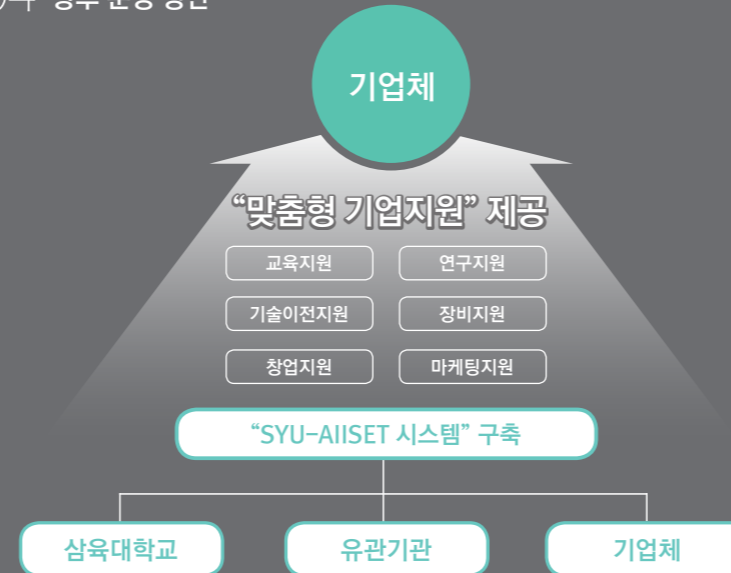 기업체
“맞춤형 기업지원” 제공
교육지원 연구지원
기술이전지원 장비지원
창업지원 마케팅지원
“SYU-AIISET 시스템” 구축
삼육대학교 유관기관 기업체